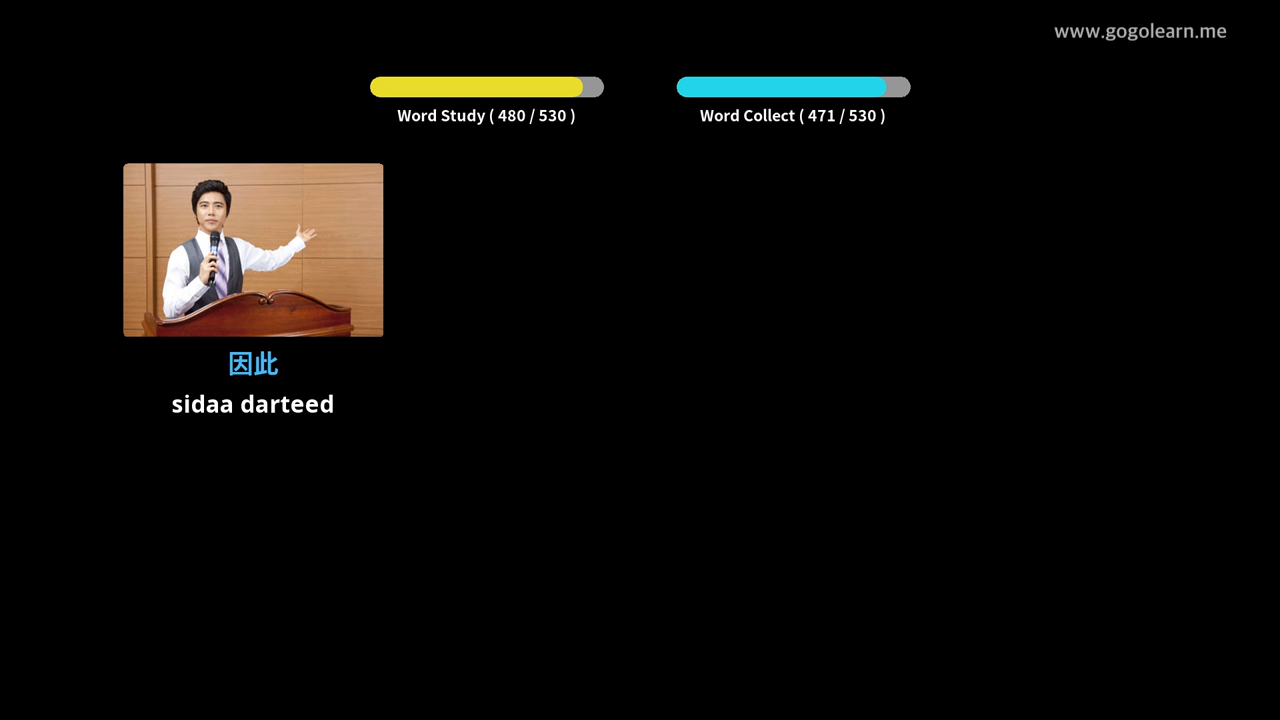 www.gogolearn.me
Word Study ( 480 / 530 )
Word Collect ( 471 / 530 )
因此
sidaa darteed